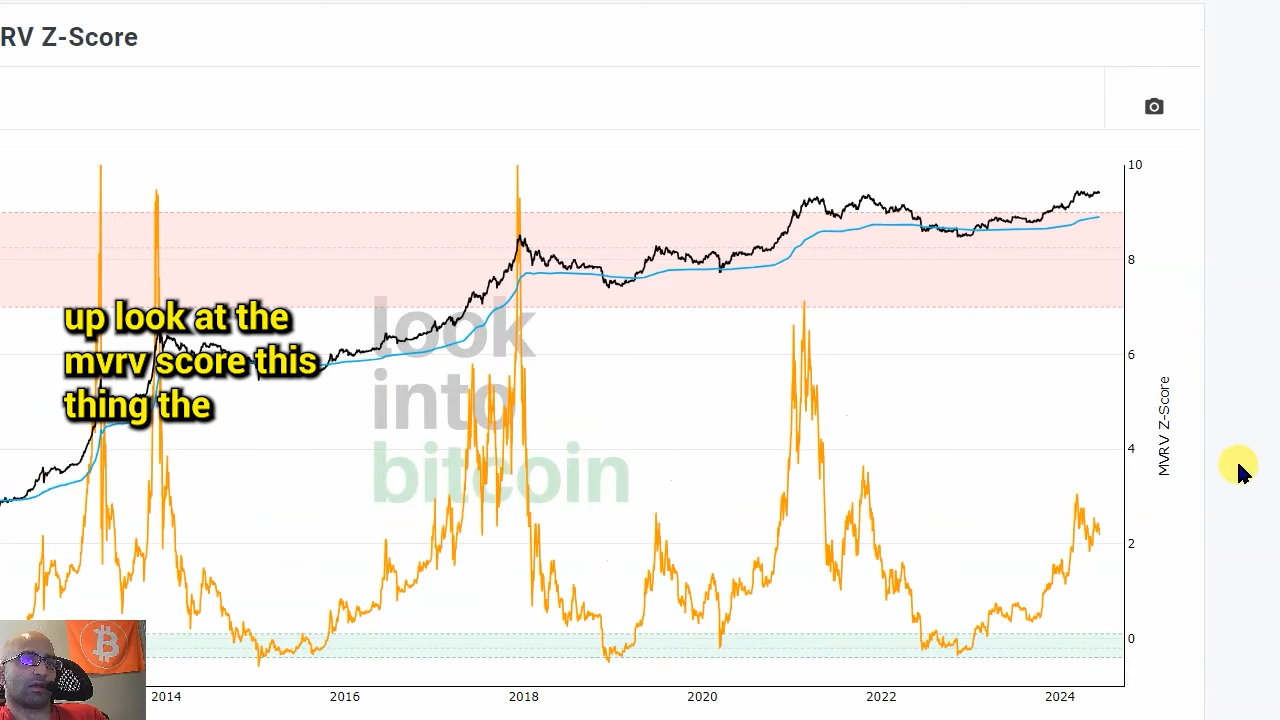 RV Z-Score
10
8
6
4
2
0
MVRV Z-Score
look
into
bitcoin
up look at the
mvrv score this
thing the
2014
2016
2018
2020
2022
2024